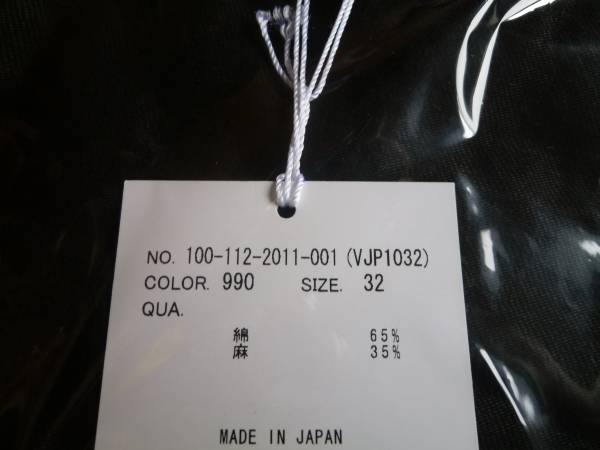 NO. 100-112-2011-001 (VJP1032)
COLOR. 990 SIZE. 32
QUA.
綿 65%
麻 35%
MADE IN JAPAN